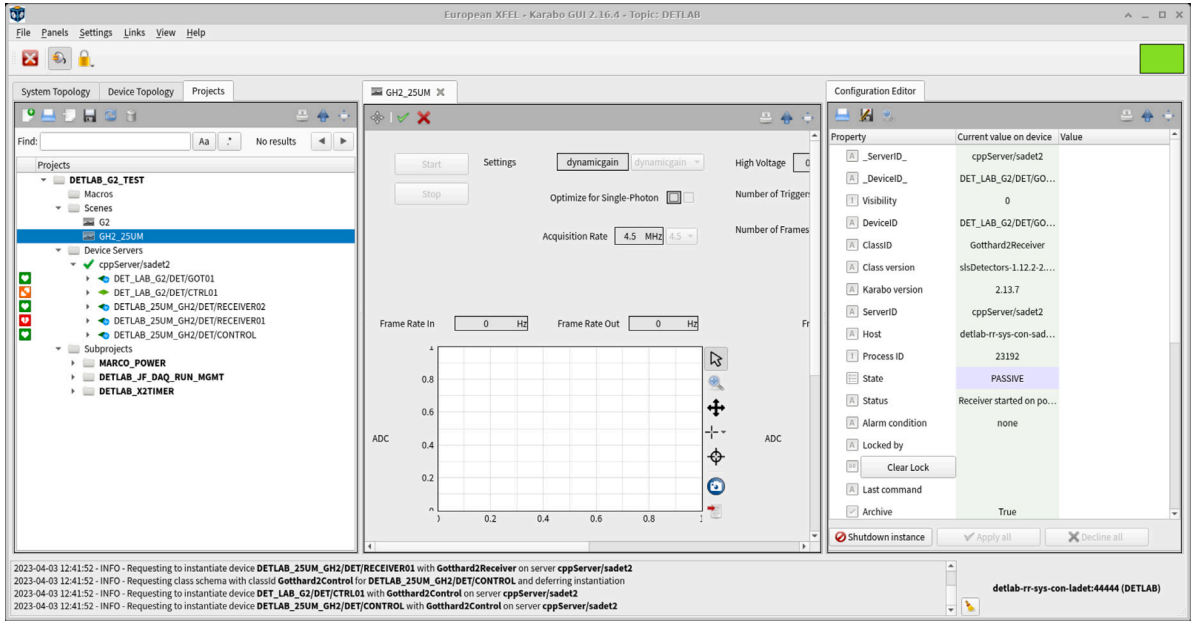 European XFEL - Karabo GUI 2.16.4 - Topic: DETLAB
File Panels Settings Links View Help
System Topology Device Topology Projects
Find: Aa .* No results
Projects
DETLAB_G2_TEST
Macros
Scenes
G2
GH2_25UM
Device Servers
cppServer/sadet2
DET_LAB_G2/DET/GOT01
DET_LAB_G2/DET/CTRL01
DETLAB_25UM_GH2/DET/RECEIVER02
DETLAB_25UM_GH2/DET/RECEIVER01
DETLAB_25UM_GH2/DET/CONTROL
Subprojects
MARCO_POWER
DETLAB_JF_DAQ_RUN_MGMT
DETLAB_X2TIMER
GH2_25UM
Start Settings dynamicgain dynamicgain High Voltage 0
Stop Optimize for Single-Photon Number of Triggers
Acquisition Rate 4.5 MHz 4.5 Number of Frames
Frame Rate In 0 Hz Frame Rate Out 0 Hz Fr
1
0.8
0.6
ADC 0.4 ADC
0.2
0
0 0.2 0.4 0.6 0.8 1
Configuration Editor
Property Current value on device Value
A _ServerID_ cppServer/sadet2
A _DeviceID_ DET_LAB_G2/DET/GO...
I Visibility 0
A DeviceID DET_LAB_G2/DET/GO...
A ClassID Gotthard2Receiver
A Class version slsDetectors-1.12.2-2....
A Karabo version 2.13.7
A ServerID cppServer/sadet2
A Host detlab-rr-sys-con-sad...
I Process ID 23192
State PASSIVE
A Status Receiver started on po...
A Alarm condition none
A Locked by
Clear Lock
A Last command
Archive True
Shutdown instance Apply all Decline all
2023-04-03 12:41:52 - INFO - Requesting to instantiate device DETLAB_25UM_GH2/DET/RECEIVER01 with Gotthard2Receiver on server cppServer/sadet2
2023-04-03 12:41:52 - INFO - Requesting class schema with classId Gotthard2Control for DETLAB_25UM_GH2/DET/CONTROL and deferring instantiation
2023-04-03 12:41:52 - INFO - Requesting to instantiate device DET_LAB_G2/DET/CTRL01 with Gotthard2Control on server cppServer/sadet2
2023-04-03 12:41:52 - INFO - Requesting to instantiate device DETLAB_25UM_GH2/DET/CONTROL with Gotthard2Control on server cppServer/sadet2
detlab-rr-sys-con-ladet:44444 (DETLAB)